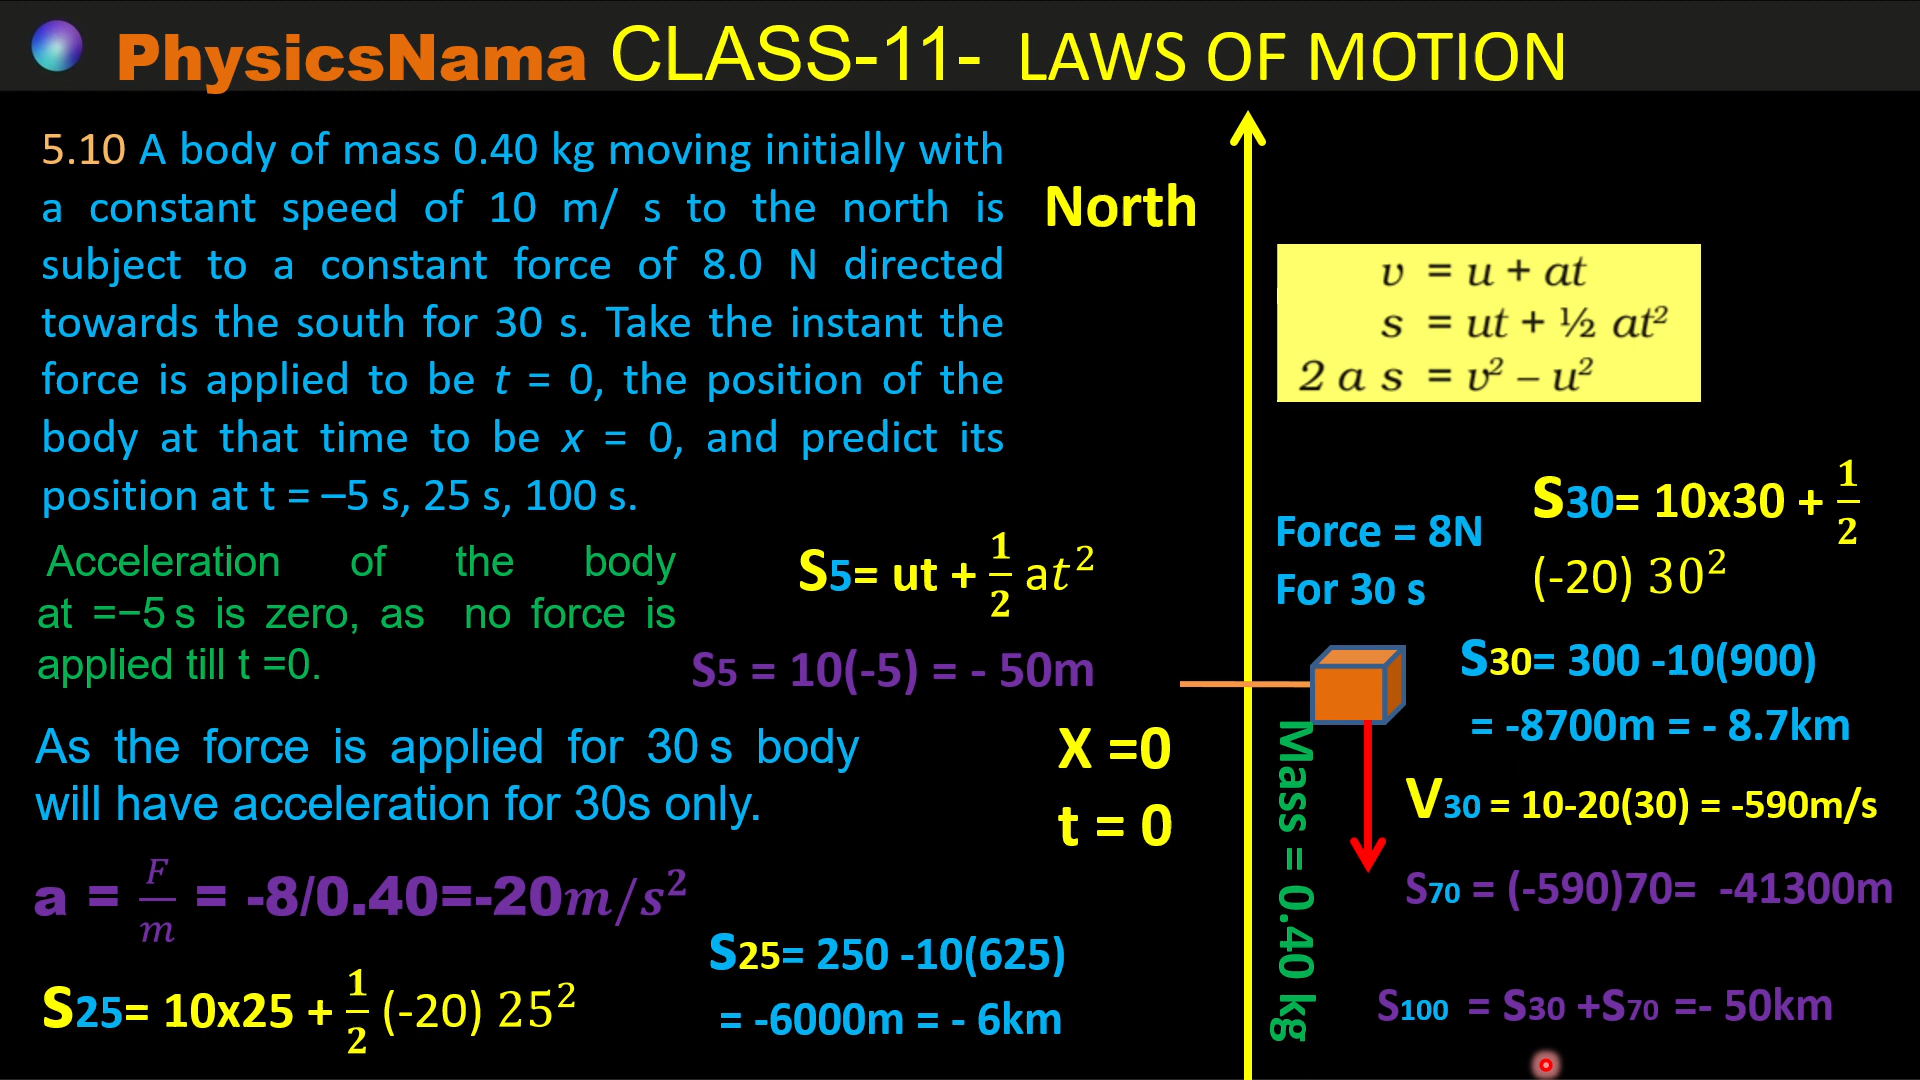 PhysicsNama CLASS-11- LAWS OF MOTION
5.10 A body of mass 0.40 kg moving initially with
a constant speed of 10 m/ s to the north is
subject to a constant force of 8.0 N directed
towards the south for 30 s. Take the instant the
force is applied to be t = 0, the position of the
body at that time to be x = 0, and predict its
position at t = –5 s, 25 s, 100 s.
Acceleration of the body
at =−5 s is zero, as no force is
applied till t =0.
S5= ut + 1/2 at²
S5 = 10(-5) = - 50m
As the force is applied for 30 s body
will have acceleration for 30s only.
a = F/m = -8/0.40=-20m/s²
S25= 10x25 + 1/2 (-20) 25²
S25= 250 -10(625)
= -6000m = - 6km
North
X =0
t = 0
v = u + at
s = ut + ½ at²
2 a s = v² – u²
Force = 8N
For 30 s
Mass = 0.40 kg
S30= 10x30 + 1/2
(-20) 30²
S30= 300 -10(900)
= -8700m = - 8.7km
V30 = 10-20(30) = -590m/s
S70 = (-590)70= -41300m
S100 = S30 +S70 =- 50km